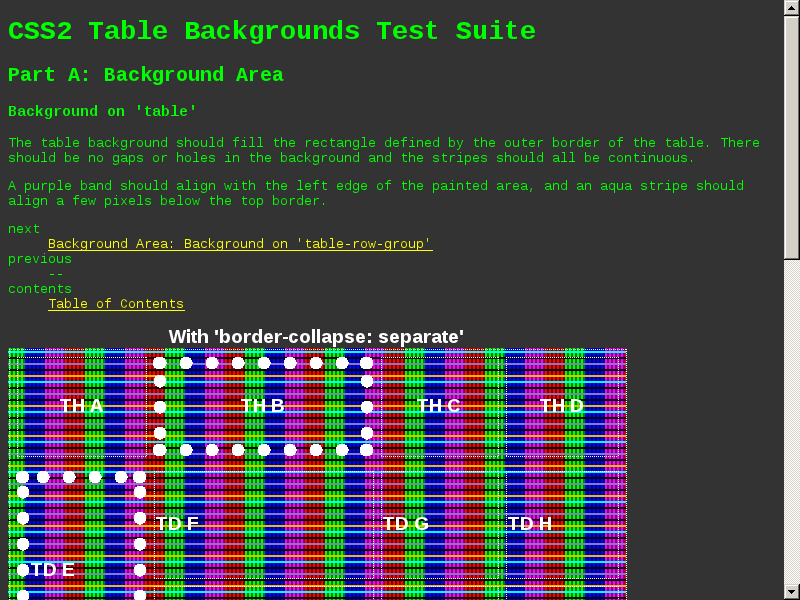 CSS2 Table Backgrounds Test Suite
Part A: Background Area
Background on 'table'
The table background should fill the rectangle defined by the outer border of the table. There
should be no gaps or holes in the background and the stripes should all be continuous.
A purple band should align with the left edge of the painted area, and an aqua stripe should
align a few pixels below the top border.
next
Background Area: Background on 'table-row-group'
previous
--
contents
Table of Contents
With 'border-collapse: separate'
TH A TH B TH C TH D
TD F TD G TD H
TD E